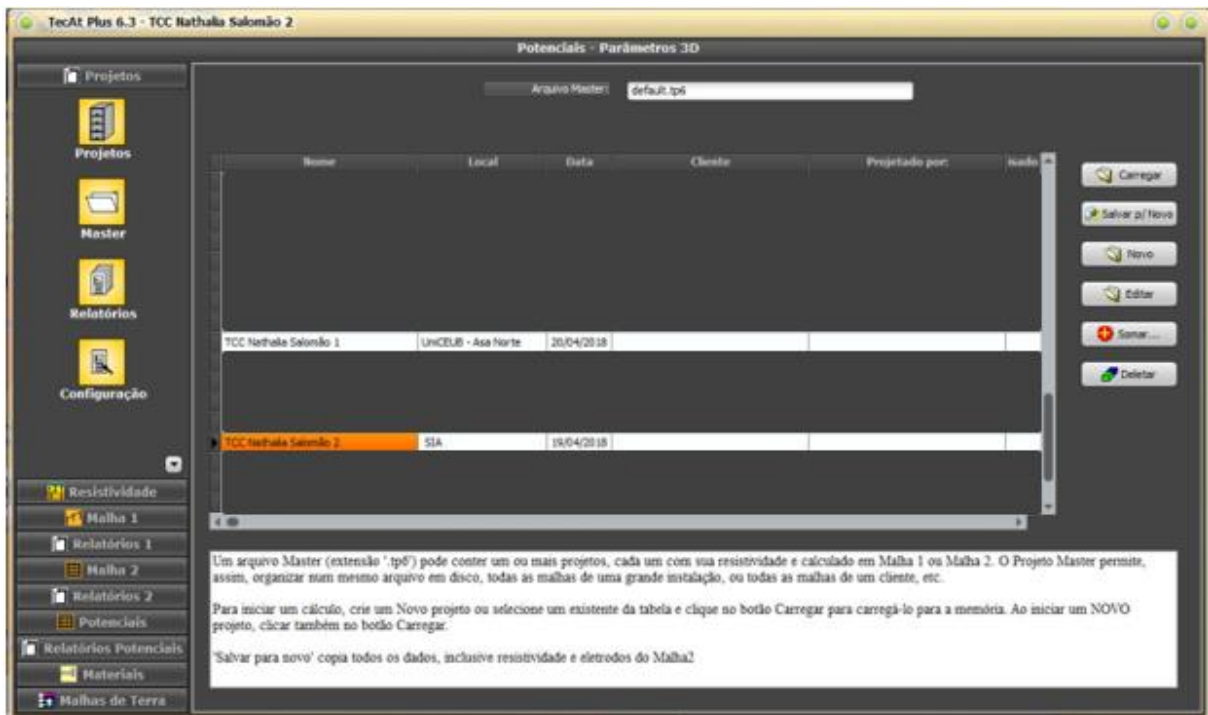 TecAt Plus 6.3 - TCC Nathalia Salomão 2
Potenciais - Parâmetros 3D
Projetos
Projetos
Master
Relatórios
Configuração
Resistividade
Malha 1
Relatórios 1
Malha 2
Relatórios 2
Potenciais
Relatórios Potenciais
Materiais
Malhas de Terra
Arquivo Master: default.tp6
Nome Local Data Cliente Projetado por: isado
TCC Nathalia Salomão 1 UniCEUB - Asa Norte 20/04/2018
TCC Nathalia Salomão 2 SIA 19/04/2018
Carregar
Salvar p/ Novo
Novo
Editar
Somar...
Deletar
Um arquivo Master (extensão '.tp6') pode conter um ou mais projetos, cada um com sua resistividade e calculado em Malha 1 ou Malha 2. O Projeto Master permite,
assim, organizar num mesmo arquivo em disco, todas as malhas de uma grande instalação, ou todas as malhas de um cliente, etc.
Para iniciar um cálculo, crie um Novo projeto ou selecione um existente da tabela e clique no botão Carregar para carregá-lo para a memória. Ao iniciar um NOVO
projeto, clicar também no botão Carregar.
'Salvar para novo' copia todos os dados, inclusive resistividade e eletrodos do Malha2